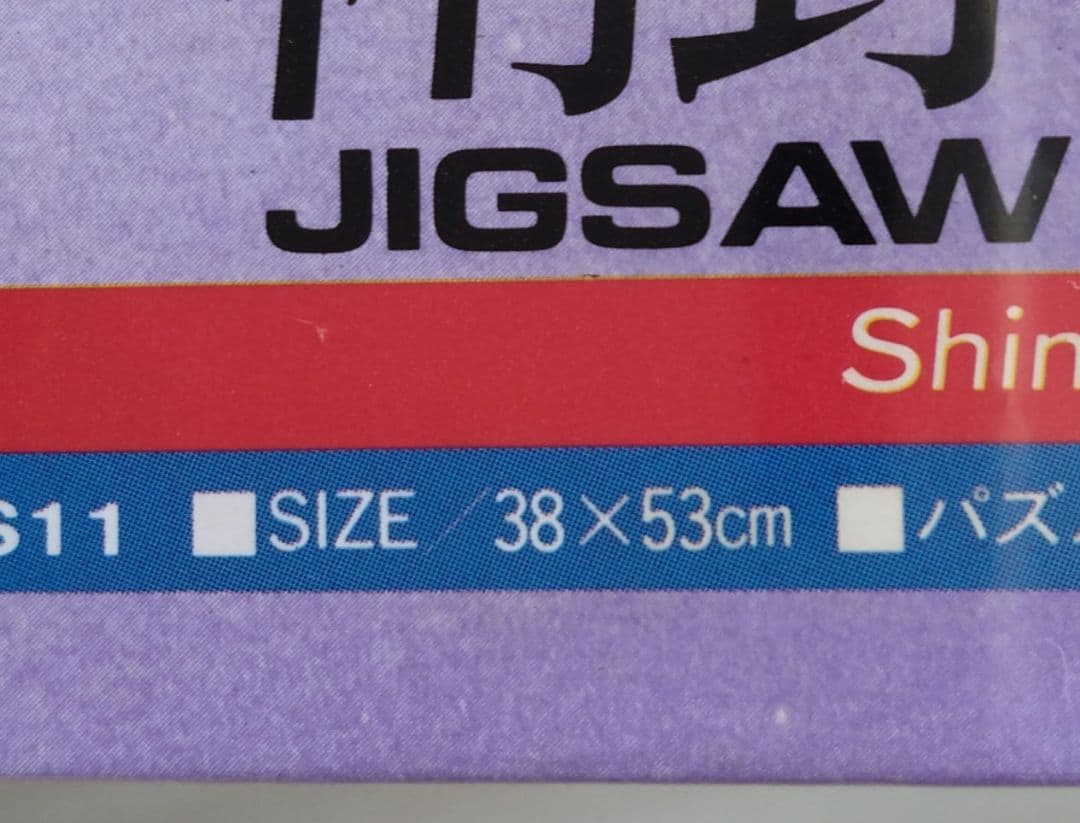 JIGSAW
Shin
S11 ■SIZE／38×53cm ■パズ